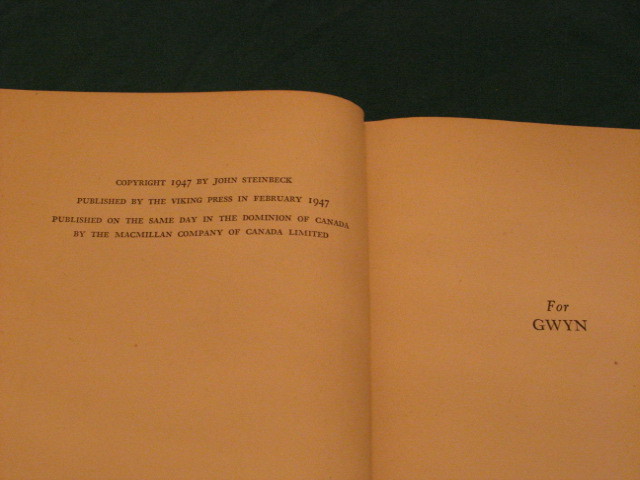 COPYRIGHT 1947 BY JOHN STEINBECK
PUBLISHED BY THE VIKING PRESS IN FEBRUARY 1947
PUBLISHED ON THE SAME DAY IN THE DOMINION OF CANADA
BY THE MACMILLAN COMPANY OF CANADA LIMITED
For
GWYN